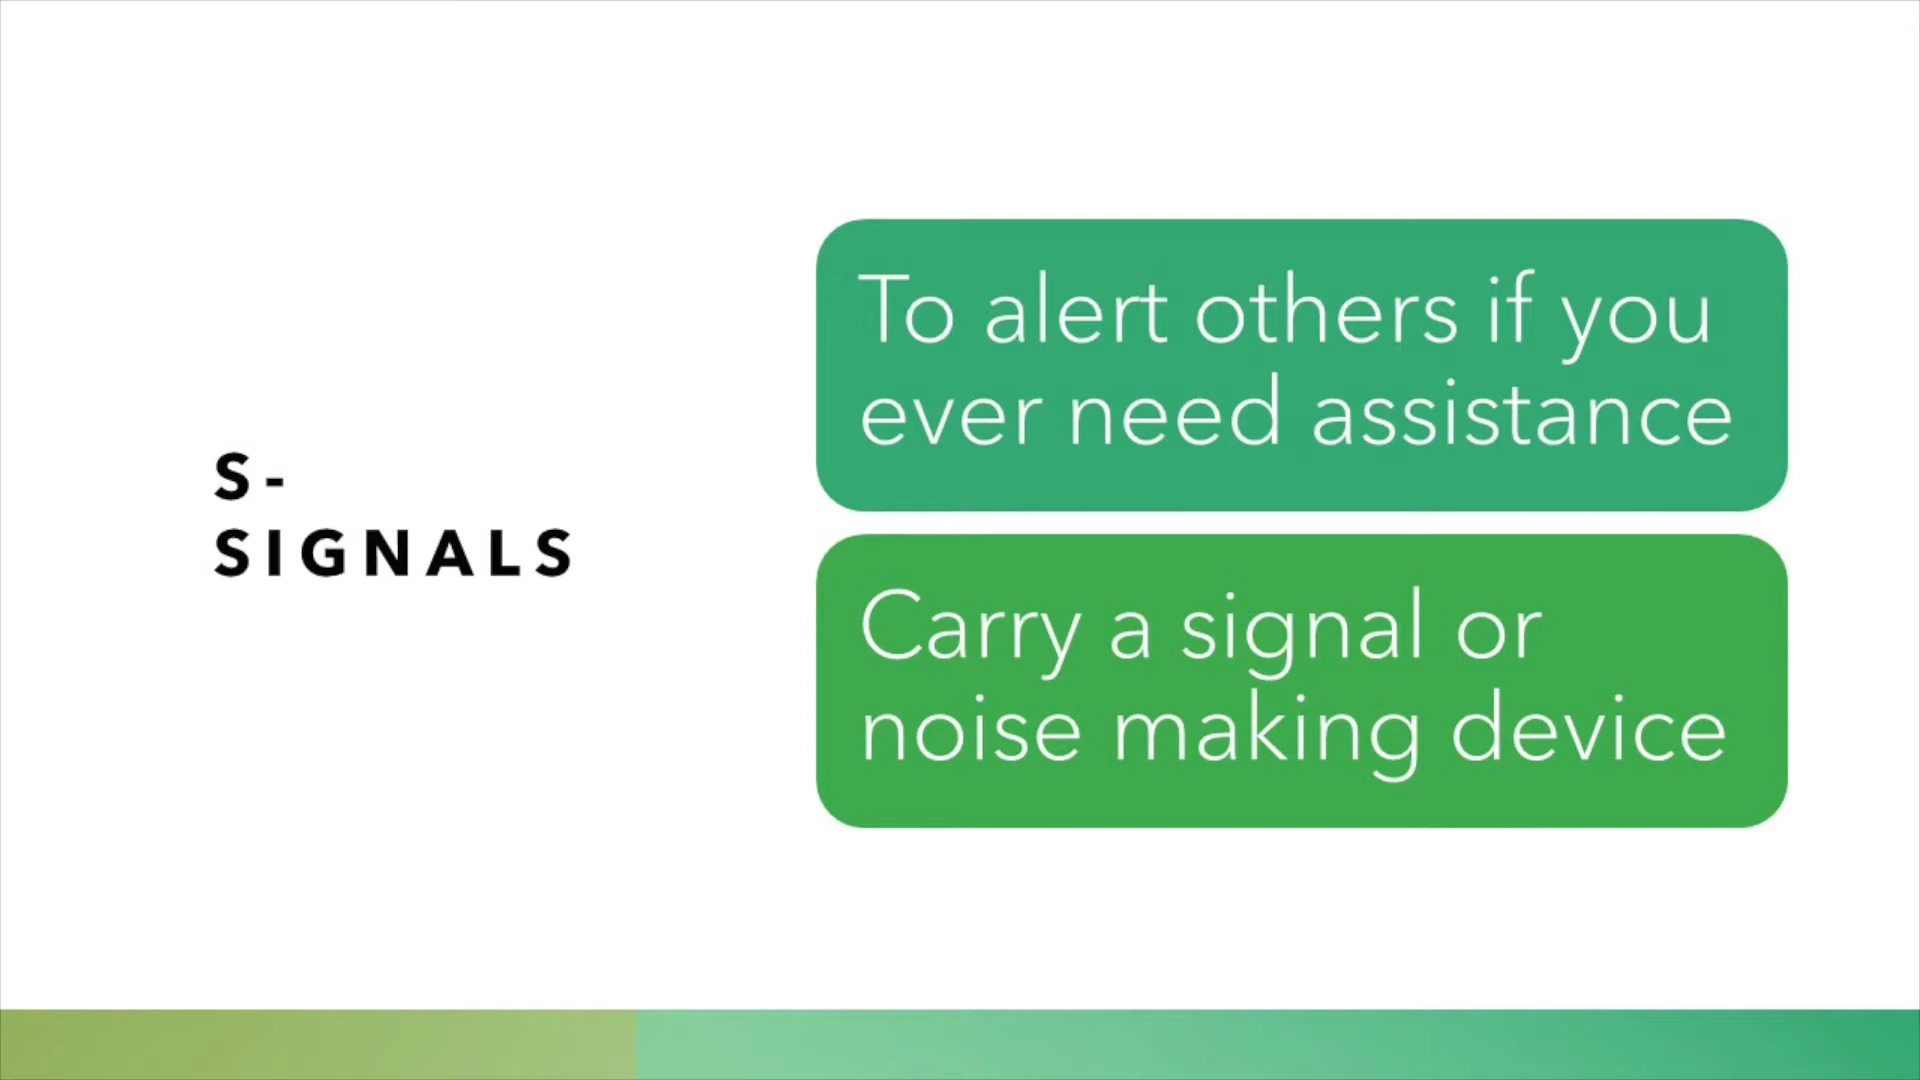 S-
SIGNALS
To alert others if you
ever need assistance
Carry a signal or
noise making device